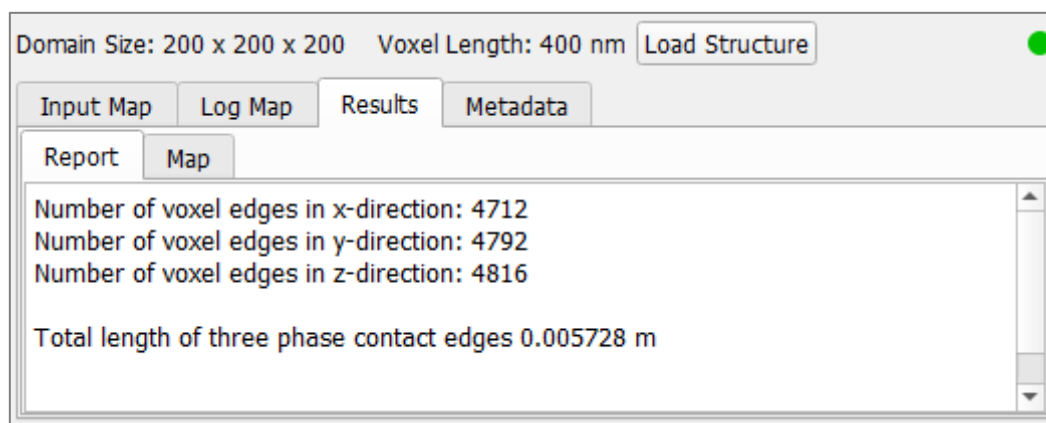 Domain Size: 200 x 200 x 200 Voxel Length: 400 nm Load Structure
Input Map Log Map Results Metadata
Report Map
Number of voxel edges in x-direction: 4712
Number of voxel edges in y-direction: 4792
Number of voxel edges in z-direction: 4816
Total length of three phase contact edges 0.005728 m